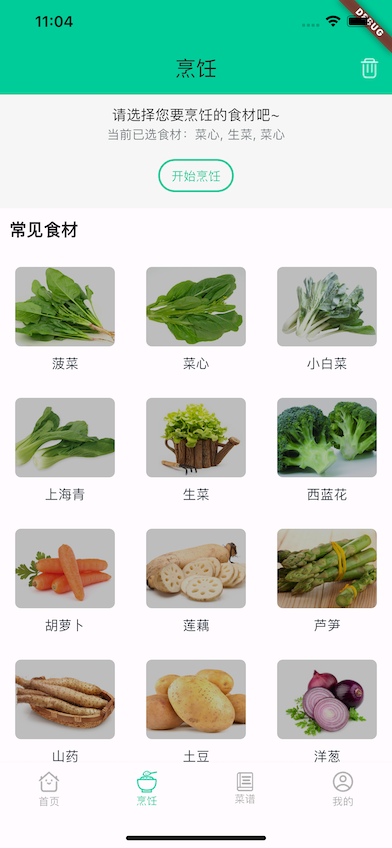 11:04
DEBUG
烹饪
请选择您要烹饪的食材吧~
当前已选食材：菜心, 生菜, 菜心
开始烹饪
常见食材
菠菜
菜心
小白菜
上海青
生菜
西蓝花
胡萝卜
莲藕
芦笋
山药
土豆
洋葱
首页
烹饪
菜谱
我的